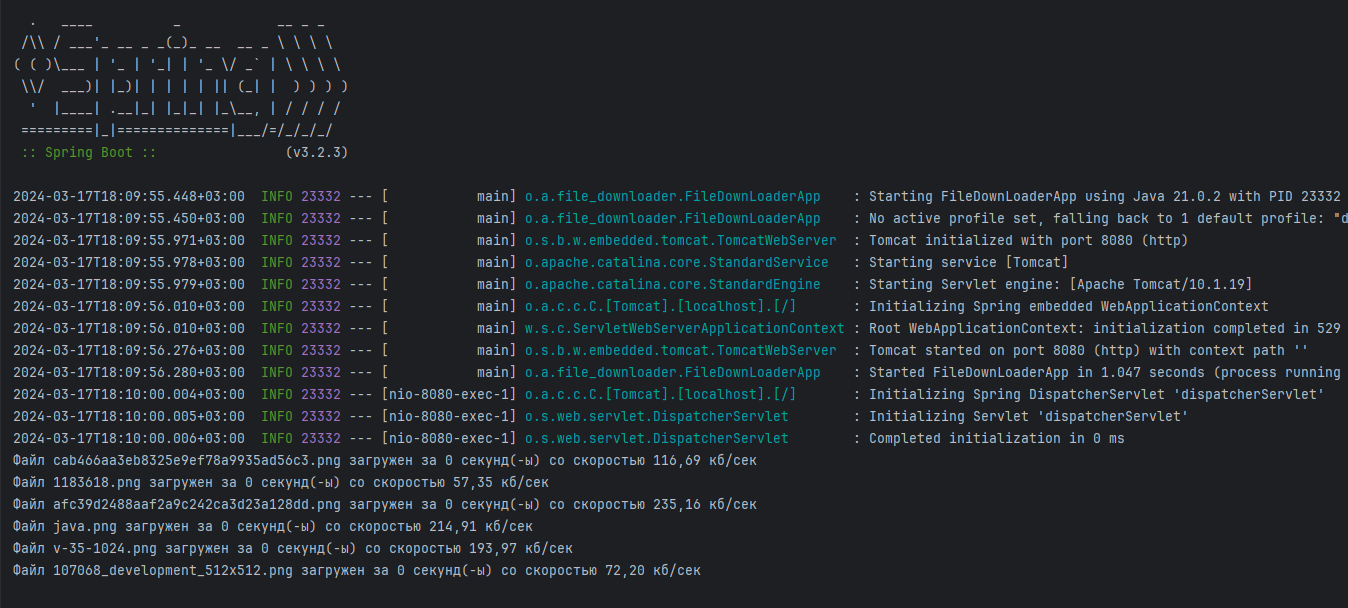 .   ____          _            __ _ _
 /\\ / ___'_ __ _ _(_)_ __  __ _ \ \ \ \
( ( )\___ | '_ | '_| | '_ \/ _` | \ \ \ \
 \\/  ___)| |_)| | | | | || (_| |  ) ) ) )
  '  |____| .__|_| |_|_| |_\__, | / / / /
 =========|_|==============|___/=/_/_/_/
 :: Spring Boot ::                (v3.2.3)
2024-03-17T18:09:55.448+03:00  INFO 23332 --- [           main] o.a.file_downloader.FileDownLoaderApp    : Starting FileDownLoaderApp using Java 21.0.2 with PID 23332
2024-03-17T18:09:55.450+03:00  INFO 23332 --- [           main] o.a.file_downloader.FileDownLoaderApp    : No active profile set, falling back to 1 default profile: "d
2024-03-17T18:09:55.971+03:00  INFO 23332 --- [           main] o.s.b.w.embedded.tomcat.TomcatWebServer  : Tomcat initialized with port 8080 (http)
2024-03-17T18:09:55.978+03:00  INFO 23332 --- [           main] o.apache.catalina.core.StandardService   : Starting service [Tomcat]
2024-03-17T18:09:55.979+03:00  INFO 23332 --- [           main] o.apache.catalina.core.StandardEngine    : Starting Servlet engine: [Apache Tomcat/10.1.19]
2024-03-17T18:09:56.010+03:00  INFO 23332 --- [           main] o.a.c.c.C.[Tomcat].[localhost].[/]       : Initializing Spring embedded WebApplicationContext
2024-03-17T18:09:56.010+03:00  INFO 23332 --- [           main] w.s.c.ServletWebServerApplicationContext : Root WebApplicationContext: initialization completed in 529
2024-03-17T18:09:56.276+03:00  INFO 23332 --- [           main] o.s.b.w.embedded.tomcat.TomcatWebServer  : Tomcat started on port 8080 (http) with context path ''
2024-03-17T18:09:56.280+03:00  INFO 23332 --- [           main] o.a.file_downloader.FileDownLoaderApp    : Started FileDownLoaderApp in 1.047 seconds (process running
2024-03-17T18:10:00.004+03:00  INFO 23332 --- [nio-8080-exec-1] o.a.c.c.C.[Tomcat].[localhost].[/]       : Initializing Spring DispatcherServlet 'dispatcherServlet'
2024-03-17T18:10:00.005+03:00  INFO 23332 --- [nio-8080-exec-1] o.s.web.servlet.DispatcherServlet        : Initializing Servlet 'dispatcherServlet'
2024-03-17T18:10:00.006+03:00  INFO 23332 --- [nio-8080-exec-1] o.s.web.servlet.DispatcherServlet        : Completed initialization in 0 ms
Файл cab466aa3eb8325e9ef78a9935ad56c3.png загружен за 0 секунд(-ы) со скоростью 116,69 кб/сек
Файл 1183618.png загружен за 0 секунд(-ы) со скоростью 57,35 кб/сек
Файл afc39d2488aaf2a9c242ca3d23a128dd.png загружен за 0 секунд(-ы) со скоростью 235,16 кб/сек
Файл java.png загружен за 0 секунд(-ы) со скоростью 214,91 кб/сек
Файл v-35-1024.png загружен за 0 секунд(-ы) со скоростью 193,97 кб/сек
Файл 107068_development_512x512.png загружен за 0 секунд(-ы) со скоростью 72,20 кб/сек